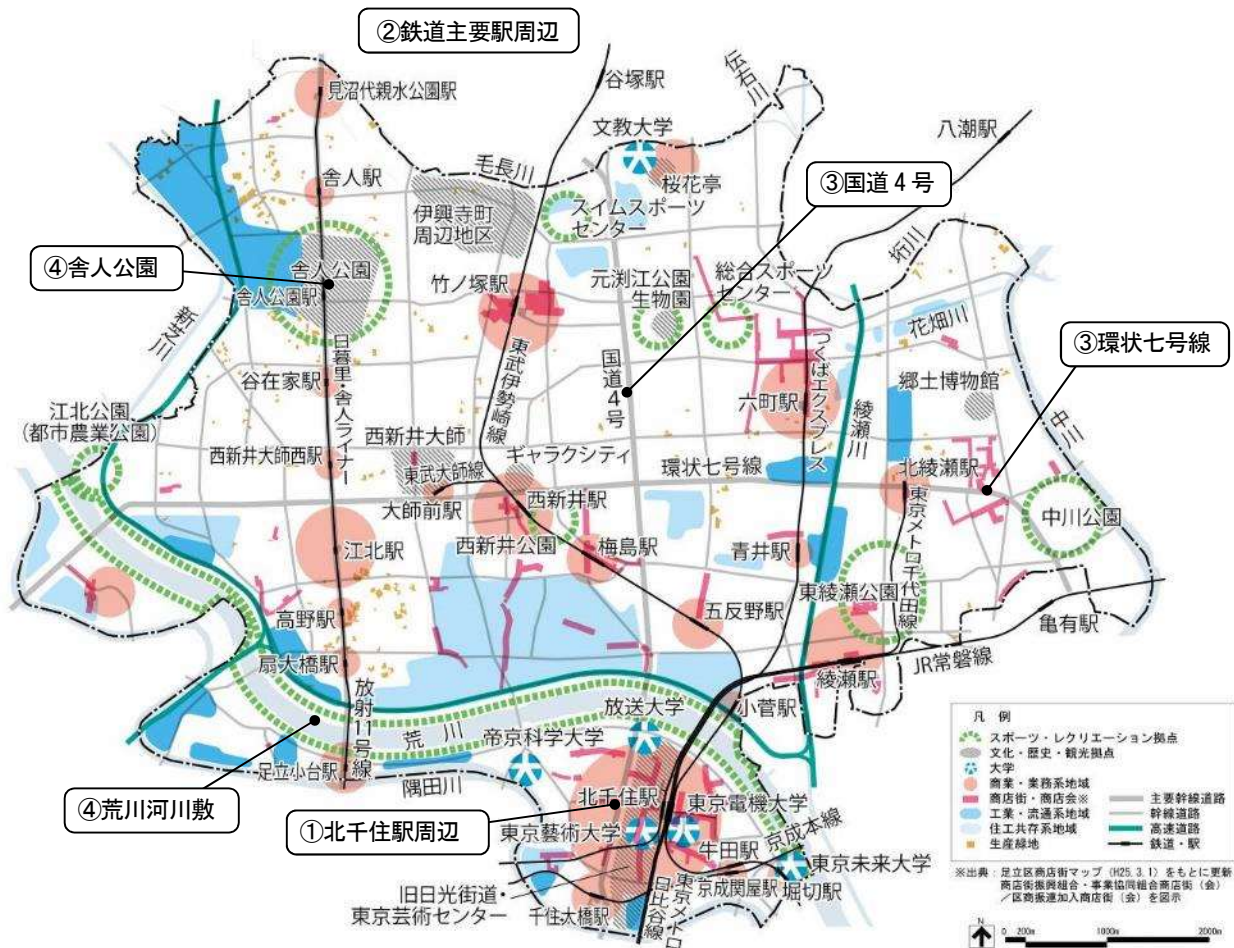 ②鉄道主要駅周辺
谷塚駅
伝右川
見沼代親水公園駅
文教大学
八潮駅
毛長川
桜花亭
③国道4号
舎人駅
伊興寺町
周辺地区
スイムスポーツ
センター
垳川
④舎人公園
舎人公園
舎人公園駅
竹ノ塚駅
元渕江公園
生物園
総合スポーツ
センター
新芝川
花畑川
③環状七号線
日暮里・舎人ライナー
東武伊勢崎線
国道4号
つくばエクスプレス
綾瀬川
郷土博物館
中川
谷在家駅
六町駅
江北公園
(都市農業公園)
西新井大師
ギャラクシティ
西新井大師西駅
東武大師線
環状七号線
北綾瀬駅
大師前駅
西新井駅
東京メトロ千代田線
中川公園
江北駅
西新井公園
梅島駅
青井駅
東綾瀬公園
高野駅
五反野駅
亀有駅
扇大橋駅
綾瀬駅
JR常磐線
放射11号線
荒川
放送大学
小菅駅
帝京科学大学
足立小台駅
隅田川
④荒川河川敷
北千住駅
東京電機大学
①北千住駅周辺
東京藝術大学
牛田駅
京成本線
東京未来大学
旧日光街道・
東京芸術センター
京成関屋駅
堀切駅
千住大橋駅
日比谷線
東京メトロ
凡 例
スポーツ・レクリエーション拠点
文化・歴史・観光拠点
大学
商業・業務系地域
商店街・商店会※
工業・流通系地域
住工共存系地域
生産緑地
主要幹線道路
幹線道路
高速道路
鉄道・駅
※出典：足立区商店街マップ（H25.3.1）をもとに更新
商店街振興組合・事業協同組合商店街（会）
／区商振連加入商店街（会）を図示
N
0 200m 1000m 2000m